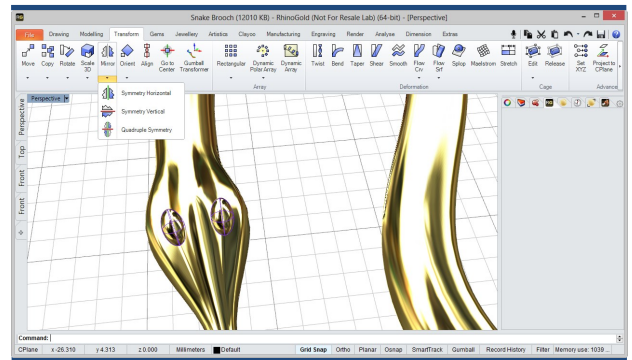 Snake Brooch (12010 KB) - RhinoGold (Not For Resale Lab) (64-bit) - [Perspective]
File Drawing Modelling Transform Gems Jewellery Artistics Clayoo Manufacturing Engraving Render Analyse Dimension Extras
Move Copy Rotate Scale 3D Mirror Orient Align Go to Center Gumball Transformer Rectangular Dynamic Polar Array Dynamic Array Twist Bend Taper Shear Smooth Flow Crv Flow Srf Splop Maelstrom Stretch Edit Release Set XYZ Project to CPlane
Array Deformation Cage Advance
Symmetry Horizontal
Symmetry Vertical
Quadruple Symmetry
Perspective
Perspective
Top
Front
Front
Command:
CPlane x -26.310 y 4.313 z 0.000 Millimeters Default Grid Snap Ortho Planar Osnap SmartTrack Gumball Record History Filter Memory use: 1039 ...